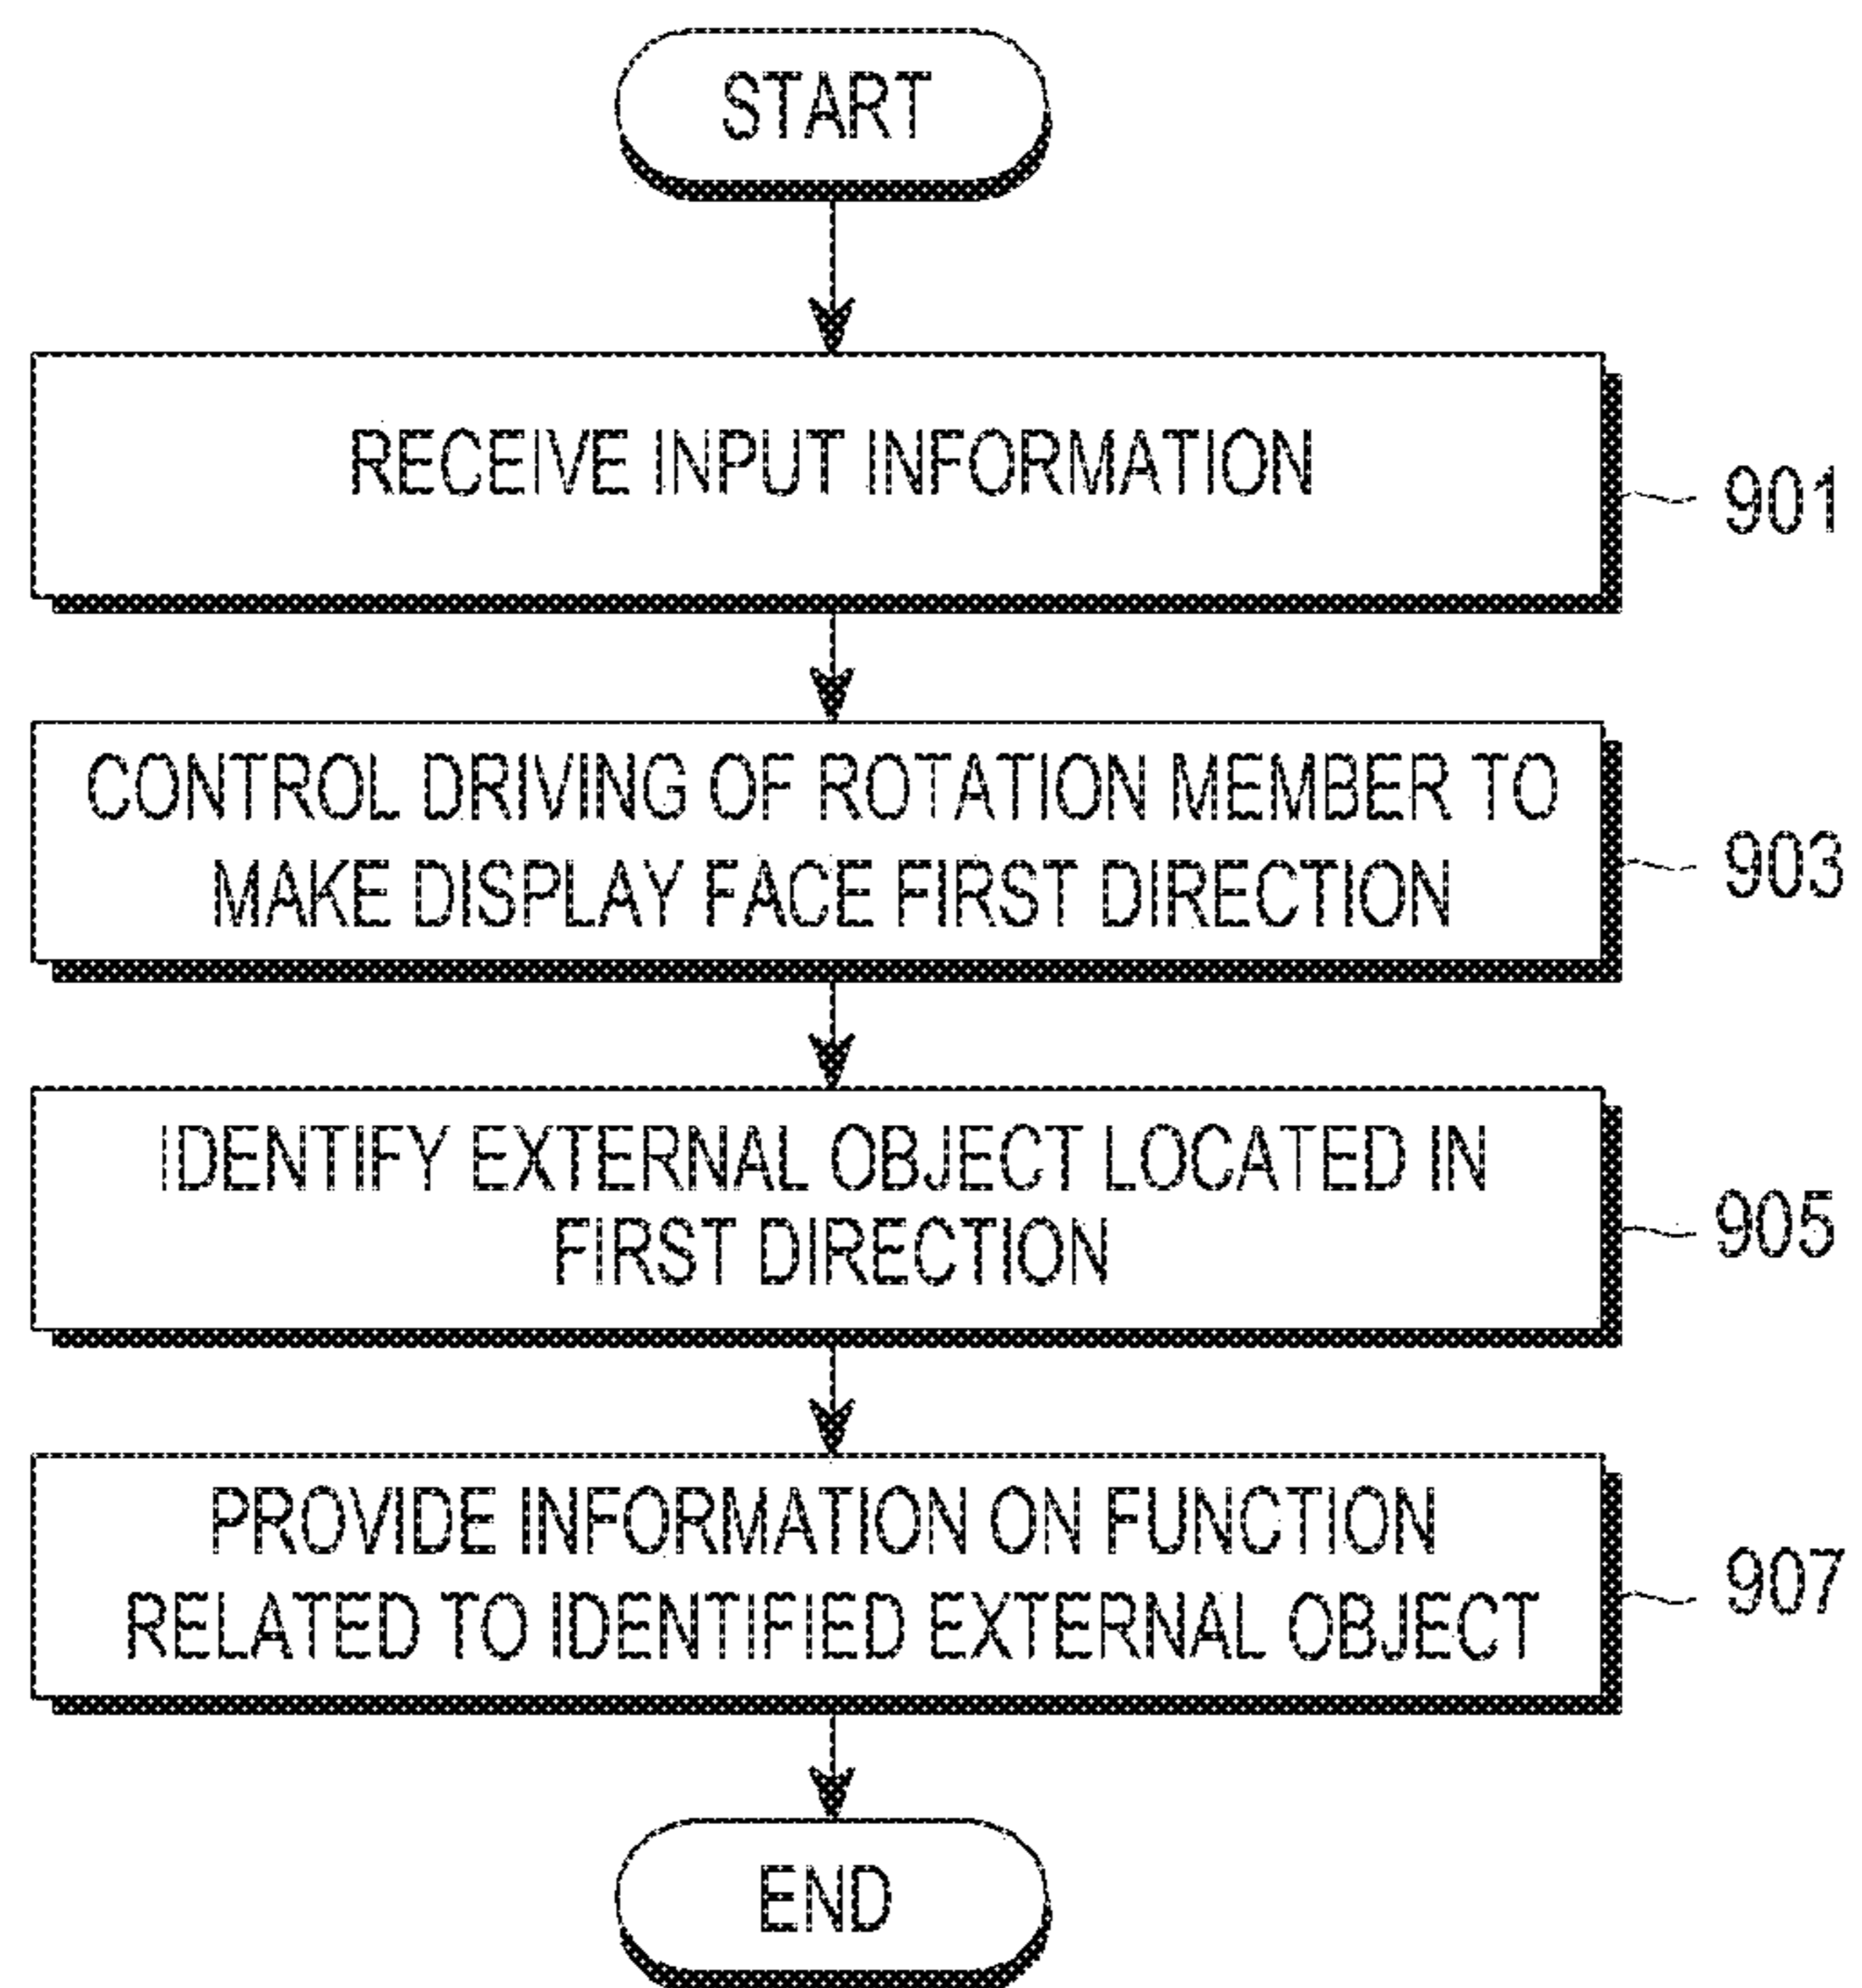 START
RECEIVE INPUT INFORMATION
901
CONTROL DRIVING OF ROTATION MEMBER TO
MAKE DISPLAY FACE FIRST DIRECTION
903
IDENTIFY EXTERNAL OBJECT LOCATED IN
FIRST DIRECTION
905
PROVIDE INFORMATION ON FUNCTION
RELATED TO IDENTIFIED EXTERNAL OBJECT
907
END